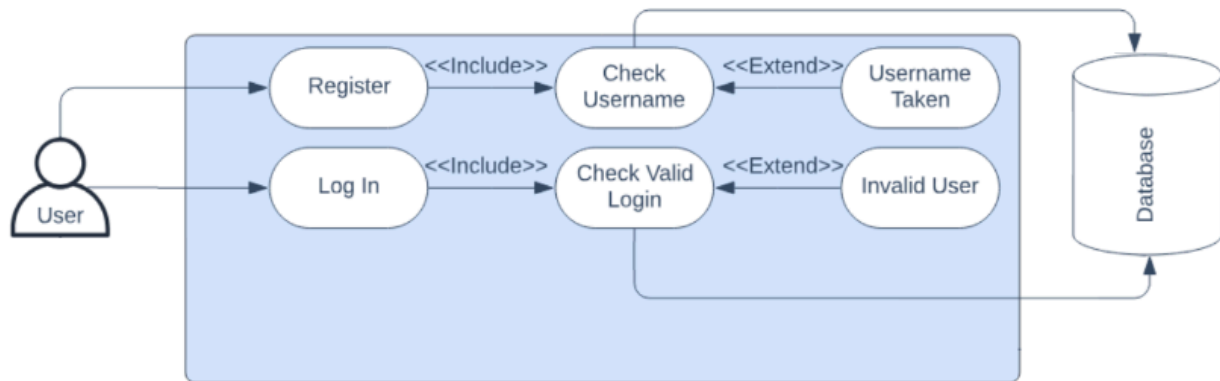 Register
<<Include>>
Check
Username
<<Extend>>
Username
Taken
User
Log In
<<Include>>
Check Valid
Login
<<Extend>>
Invalid User
Database